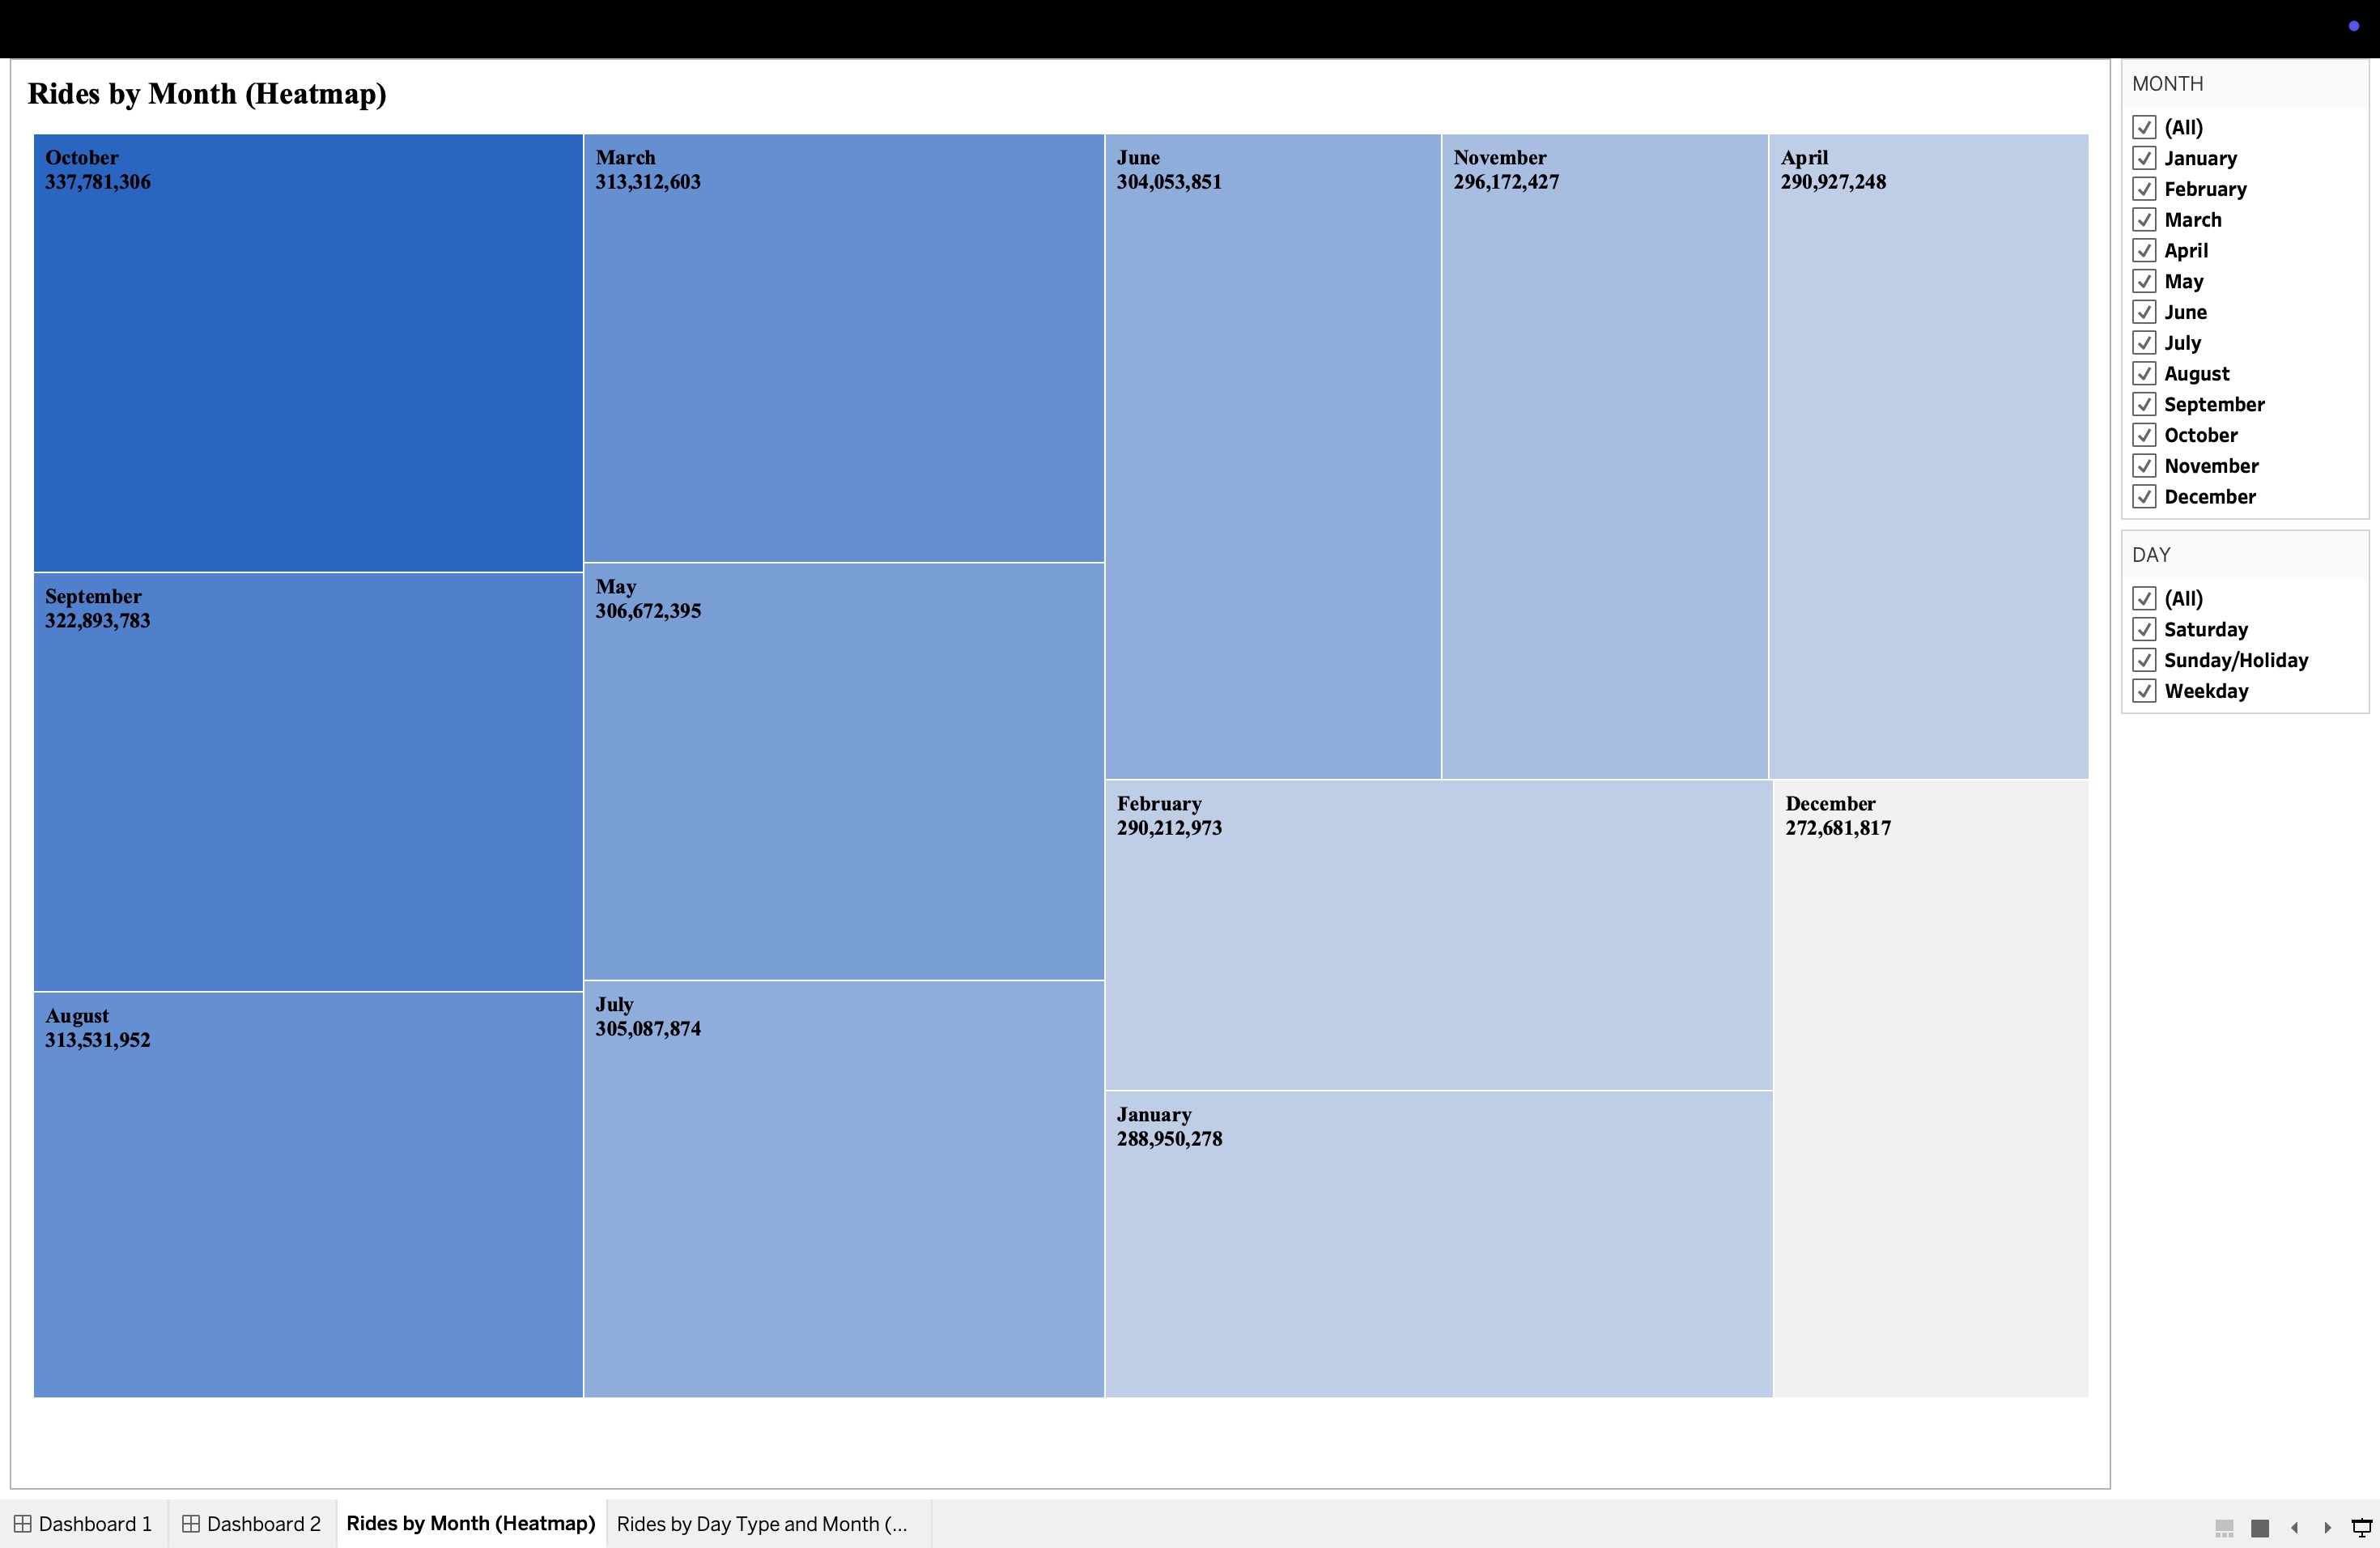 Rides by Month (Heatmap)
October
337,781,306
September
322,893,783
August
313,531,952
March
313,312,603
May
306,672,395
July
305,087,874
June
304,053,851
November
296,172,427
April
290,927,248
February
290,212,973
January
288,950,278
December
272,681,817
MONTH
(All)
January
February
March
April
May
June
July
August
September
October
November
December
DAY
(All)
Saturday
Sunday/Holiday
Weekday
Dashboard 1
Dashboard 2
Rides by Month (Heatmap)
Rides by Day Type and Month (...